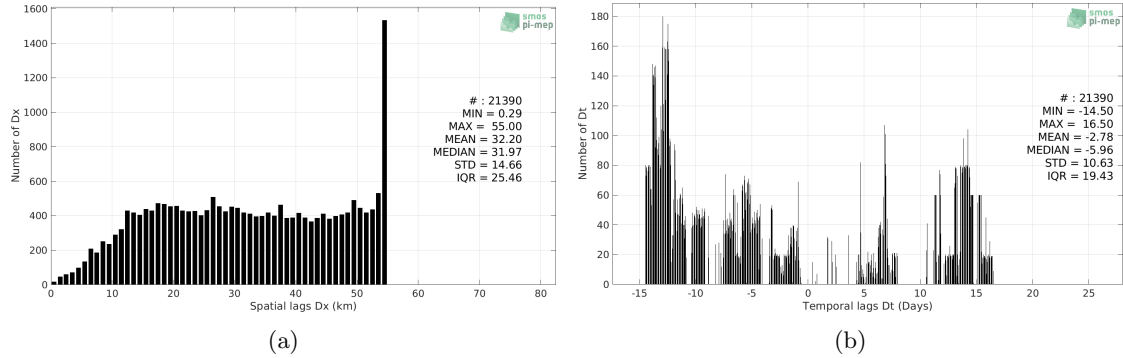 1600
1400
1200
1000
800
600
400
200
0
Number of Dx
0 10 20 30 40 50 60 70 80
Spatial lags Dx (km)
smos
pi-mep
# : 21390
MIN = 0.29
MAX = 55.00
MEAN = 32.20
MEDIAN = 31.97
STD = 14.66
IQR = 25.46
(a)
180
160
140
120
100
80
60
40
20
0
Number of Dt
-15 -10 -5 0 5 10 15 20 25
Temporal lags Dt (Days)
smos
pi-mep
# : 21390
MIN = -14.50
MAX = 16.50
MEAN = -2.78
MEDIAN = -5.96
STD = 10.63
IQR = 19.43
(b)